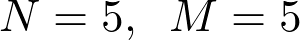 N = 5, M = 5